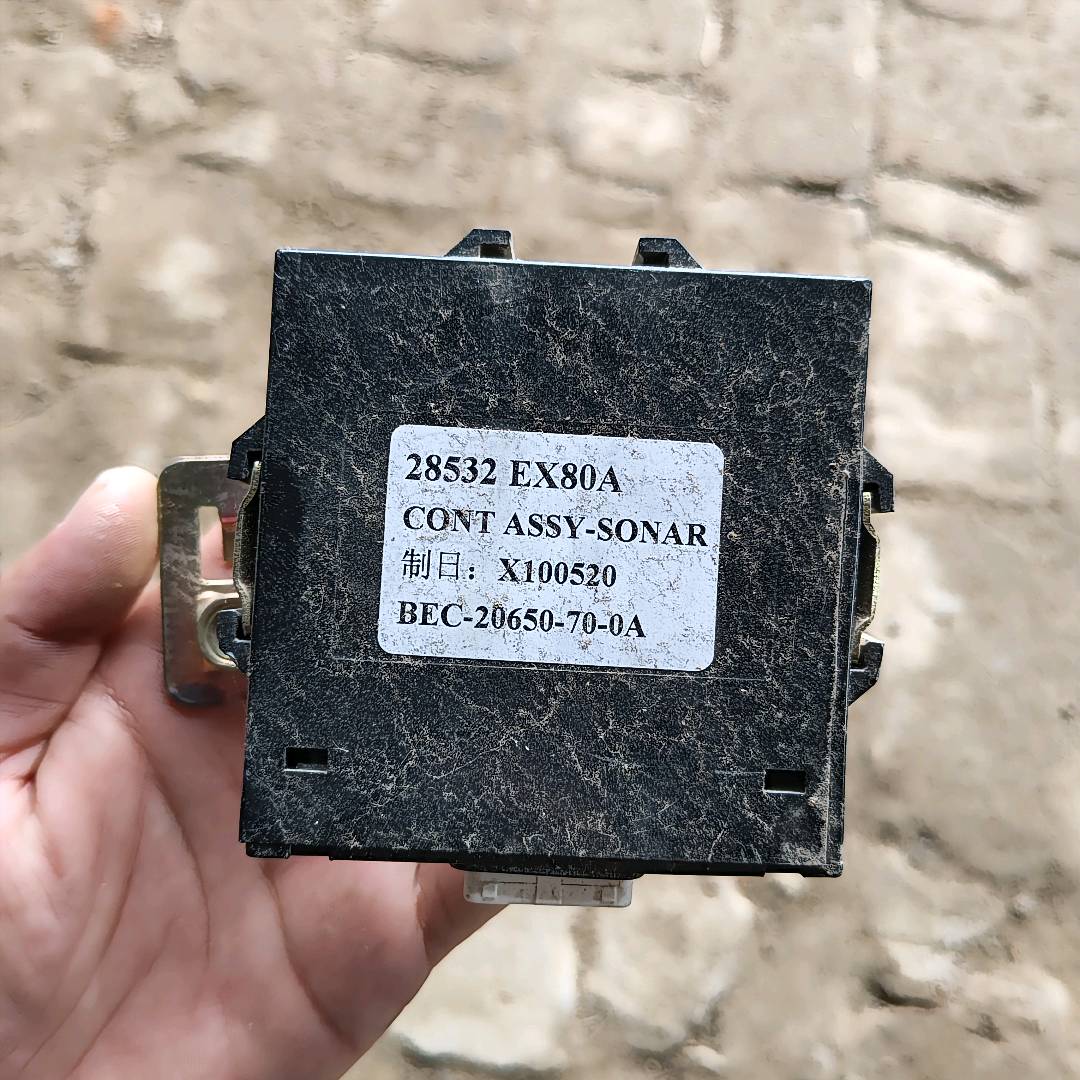 28532 EX80A
CONT ASSY-SONAR
制日：X100520
BEC-20650-70-0A